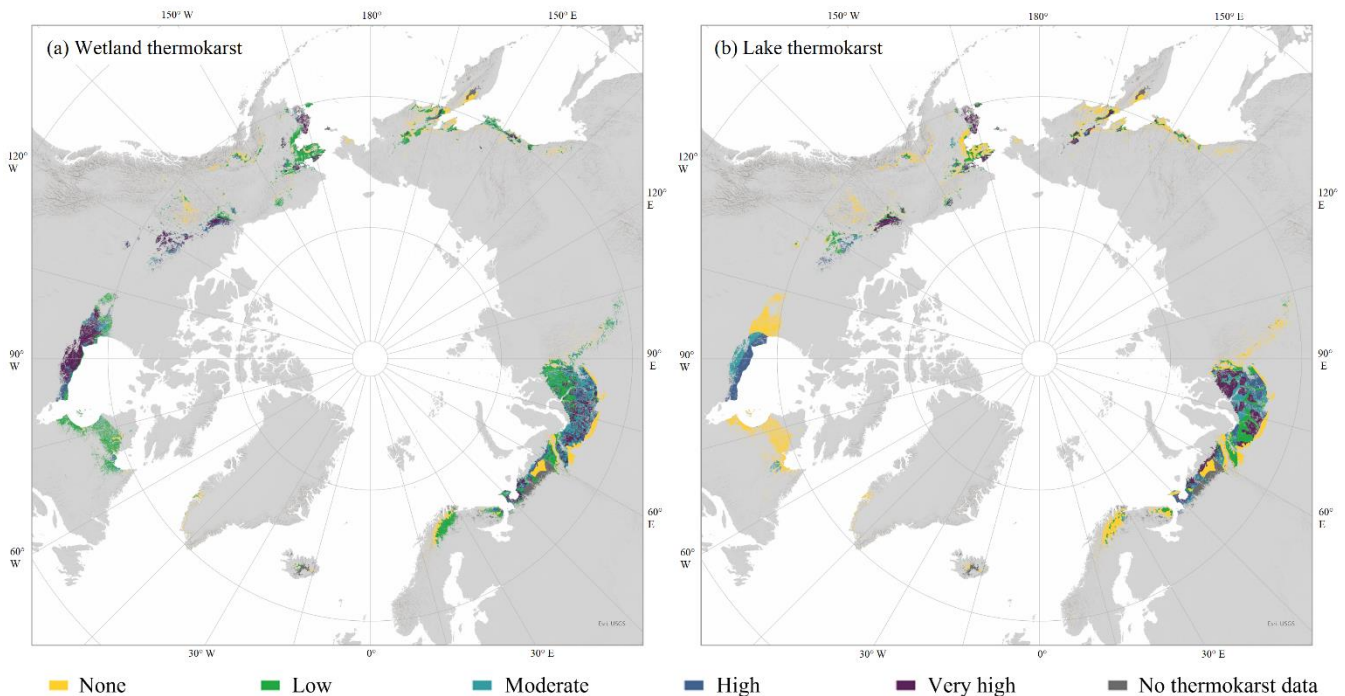 180°
150° W
150° E
(a) Wetland thermokarst
120°
W
120°
E
90°
W
90°
E
60°
W
60°
E
30° W
0°
30° E
Esri, USGS
180°
150° W
150° E
(b) Lake thermokarst
120°
W
120°
E
90°
W
90°
E
60°
W
60°
E
30° W
0°
30° E
Esri, USGS
None
Low
Moderate
High
Very high
No thermokarst data